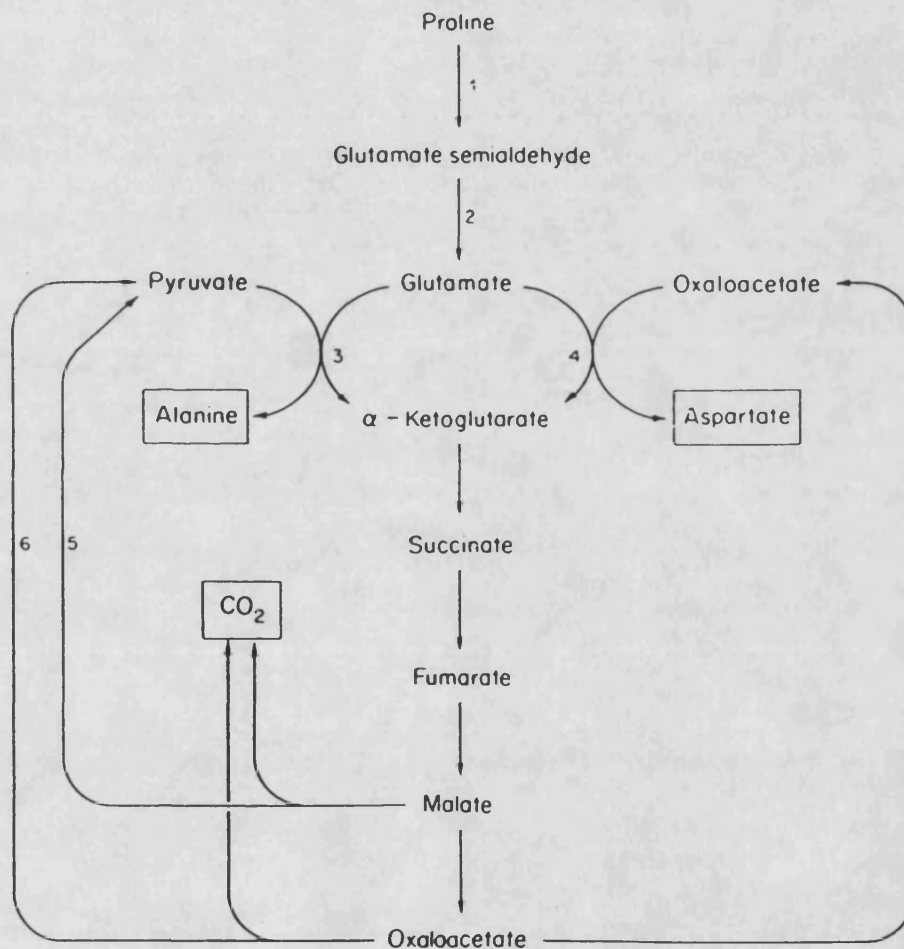 Proline
1
Glutamate semialdehyde
2
Pyruvate Glutamate Oxaloacetate
3 4
Alanine α - Ketoglutarate Aspartate
6 5 Succinate
CO₂
Fumarate
Malate
Oxaloacetate